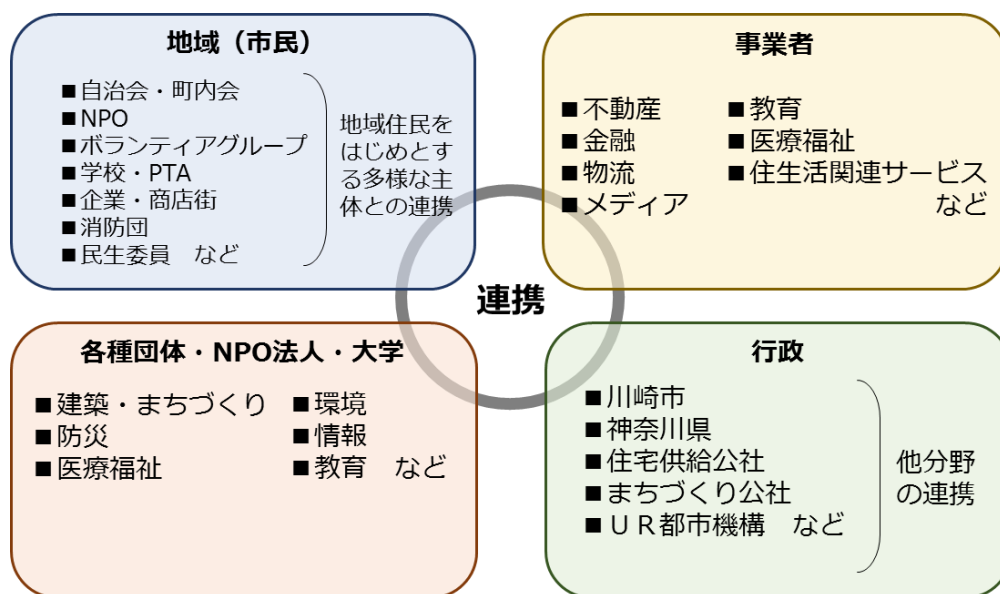 地域（市民）
■自治会・町内会
■NPO
■ボランティアグループ
■学校・PTA
■企業・商店街
■消防団
■民生委員　など
地域住民を
はじめとす
る多様な主
体との連携
事業者
■不動産
■金融
■物流
■メディア
■教育
■医療福祉
■住生活関連サービス
など
連携
各種団体・NPO法人・大学
■建築・まちづくり
■防災
■医療福祉
■環境
■情報
■教育　など
行政
■川崎市
■神奈川県
■住宅供給公社
■まちづくり公社
■ＵＲ都市機構　など
他分野
の連携